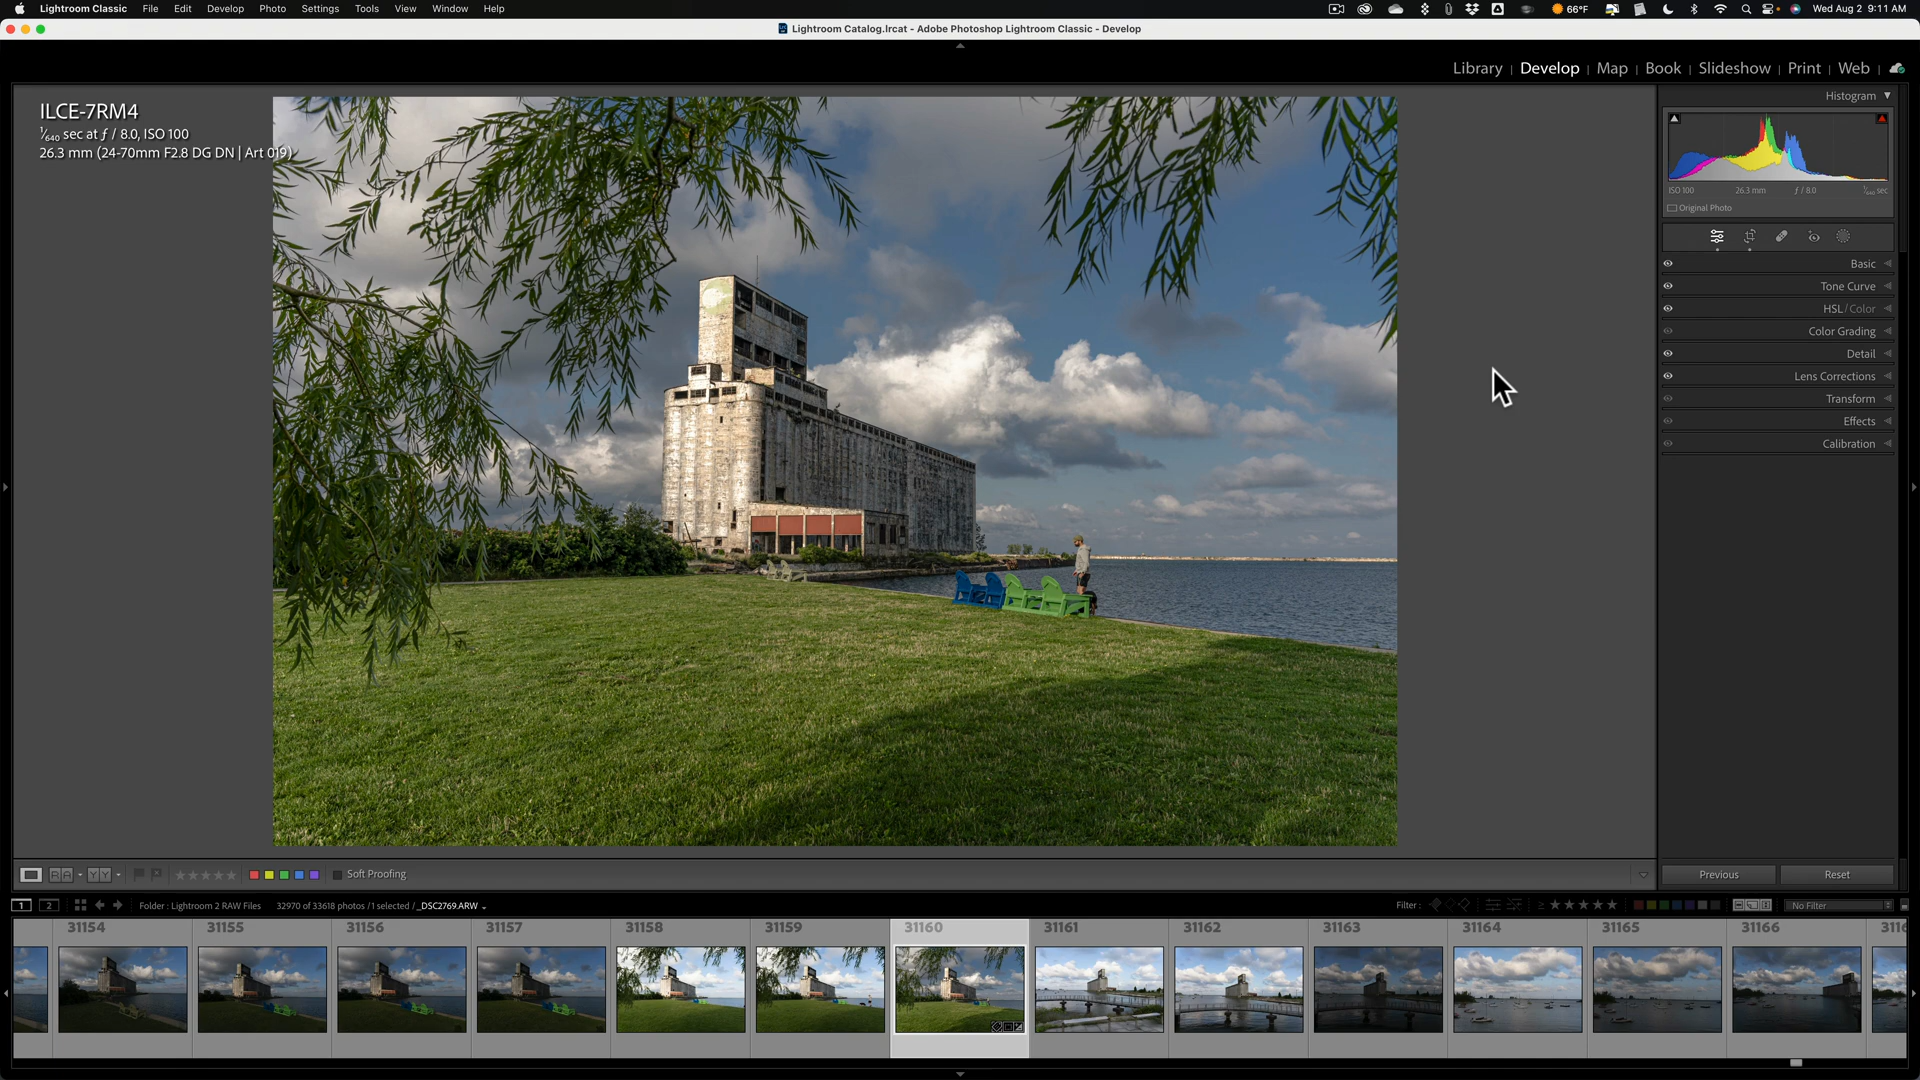 Lightroom Classic File Edit Develop Photo Settings Tools View Window Help 66°F Wed Aug 2 9:11 AM
Lightroom Catalog.lrcat - Adobe Photoshop Lightroom Classic - Develop
Library | Develop | Map | Book | Slideshow | Print | Web
ILCE-7RM4
1/640 sec at ƒ / 8.0, ISO 100
26.3 mm (24-70mm F2.8 DG DN | Art 019)
Histogram
ISO 100 26.3 mm ƒ / 8.0 1/640 sec
Original Photo
Basic
Tone Curve
HSL / Color
Color Grading
Detail
Lens Corrections
Transform
Effects
Calibration
R A Y Y Soft Proofing
Previous Reset
1 2 Folder : Lightroom 2 RAW Files 32970 of 33618 photos / 1 selected / _DSC2769.ARW Filter : ≥ No Filter
31154 31155 31156 31157 31158 31159 31160 31161 31162 31163 31164 31165 31166 3116